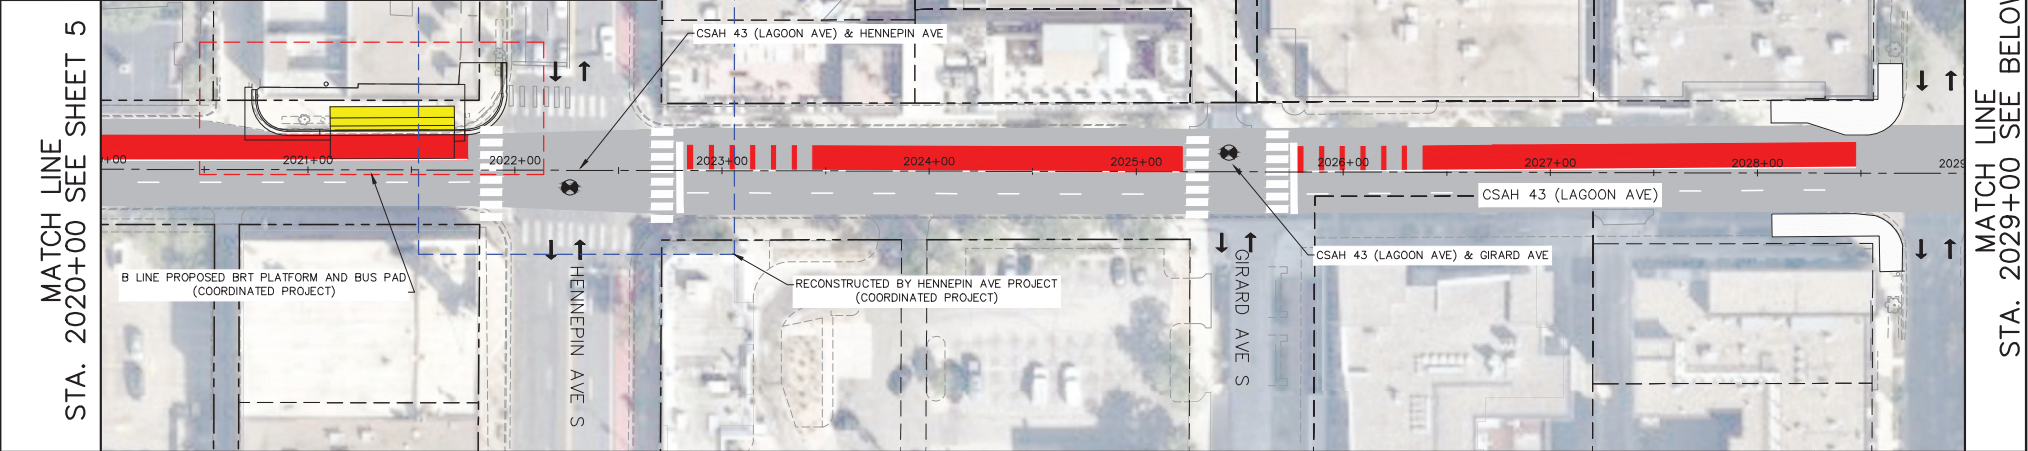 MATCH LINE
STA. 2020+00 SEE SHEET 5
CSAH 43 (LAGOON AVE) & HENNEPIN AVE
+00
2021+00
2022+00
2023+00
2024+00
2025+00
2026+00
2027+00
2028+00
2029
CSAH 43 (LAGOON AVE)
CSAH 43 (LAGOON AVE) & GIRARD AVE
B LINE PROPOSED BRT PLATFORM AND BUS PAD
(COORDINATED PROJECT)
RECONSTRUCTED BY HENNEPIN AVE PROJECT
(COORDINATED PROJECT)
HENNEPIN AVE S
GIRARD AVE S
MATCH LINE
STA. 2029+00 SEE BELOW